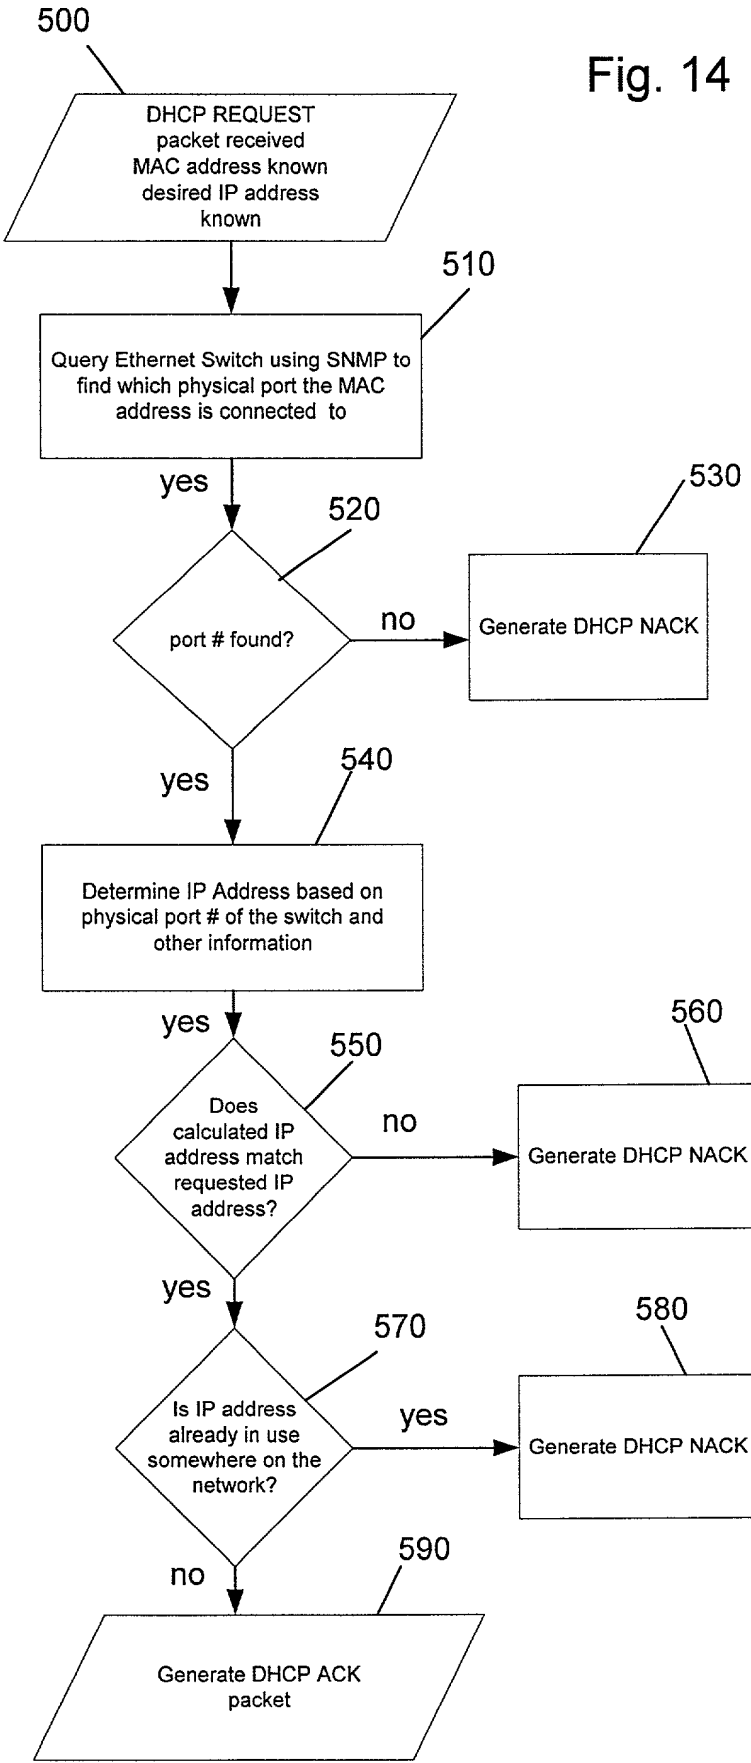 500
Fig. 14
DHCP REQUEST
packet received
MAC address known
desired IP address
known
510
Query Ethernet Switch using SNMP to
find which physical port the MAC
address is connected to
yes
530
520
port # found?
no
Generate DHCP NACK
yes
540
Determine IP Address based on
physical port # of the switch and
other information
yes
560
550
Does
calculated IP
address match
requested IP
address?
no
Generate DHCP NACK
yes
580
570
Is IP address
already in use
somewhere on the
network?
yes
Generate DHCP NACK
no
590
Generate DHCP ACK
packet